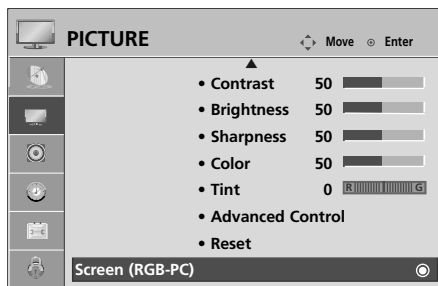 PICTURE
Move
Enter
• Contrast 50
• Brightness 50
• Sharpness 50
• Color 50
• Tint 0 R G
• Advanced Control
• Reset
Screen (RGB-PC)